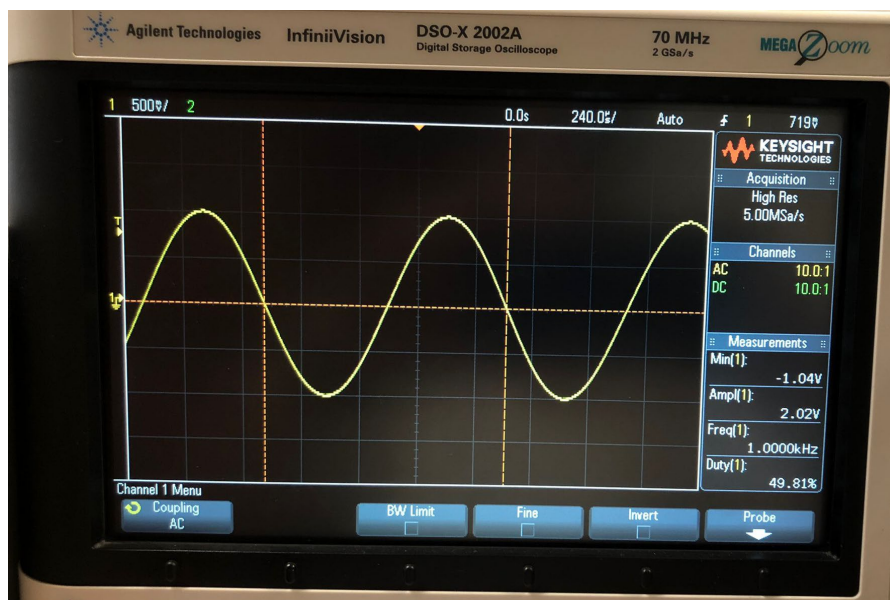 Agilent Technologies InfiniiVision DSO-X 2002A 70 MHz MEGA Zoom
Digital Storage Oscilloscope 2 GSa/s
1 500mV/ 2 0.0s 240.0us/ Auto 1 719mV
KEYSIGHT
TECHNOLOGIES
Acquisition
High Res
5.00MSa/s
Channels
AC 10.0:1
DC 10.0:1
Measurements
Min(1):
-1.04V
Ampl(1):
2.02V
Freq(1):
1.0000kHz
Duty(1):
49.81%
T
1
Channel 1 Menu
Coupling
AC
BW Limit
Fine
Invert
Probe